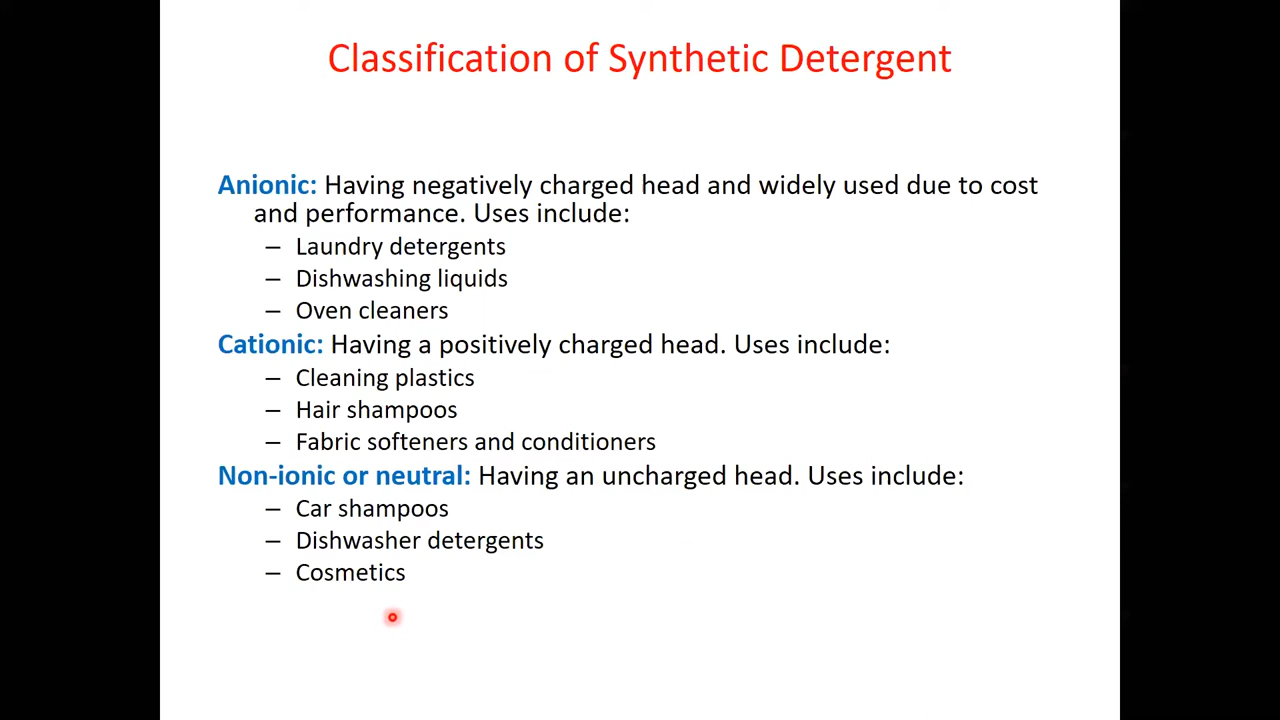 Classification of Synthetic Detergent
Anionic: Having negatively charged head and widely used due to cost
and performance. Uses include:
– Laundry detergents
– Dishwashing liquids
– Oven cleaners
Cationic: Having a positively charged head. Uses include:
– Cleaning plastics
– Hair shampoos
– Fabric softeners and conditioners
Non-ionic or neutral: Having an uncharged head. Uses include:
– Car shampoos
– Dishwasher detergents
– Cosmetics